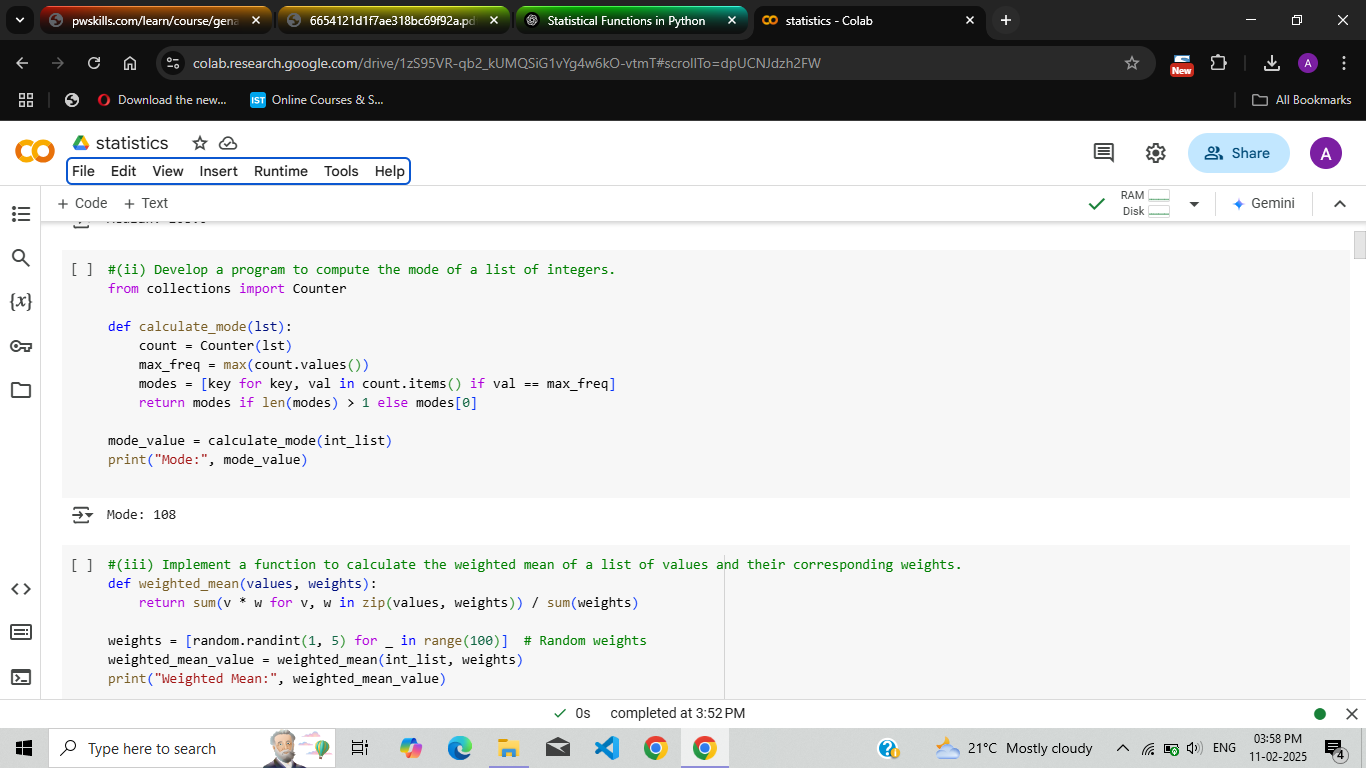 pwskills.com/learn/course/gena
6654121d1f7ae318bc69f92a.pd
Statistical Functions in Python
statistics - Colab
colab.research.google.com/drive/1zS95VR-qb2_kUMQSiG1vYg4w6kO-vtmT#scrollTo=dpUCNJdzh2FW
New
A
Download the new...
IST
Online Courses & S...
All Bookmarks
statistics
Share
A
File Edit View Insert Runtime Tools Help
+ Code + Text
RAM
Disk
Gemini
[ ] #(ii) Develop a program to compute the mode of a list of integers.
from collections import Counter
def calculate_mode(lst):
count = Counter(lst)
max_freq = max(count.values())
modes = [key for key, val in count.items() if val == max_freq]
return modes if len(modes) > 1 else modes[0]
mode_value = calculate_mode(int_list)
print("Mode:", mode_value)
Mode: 108
[ ] #(iii) Implement a function to calculate the weighted mean of a list of values and their corresponding weights.
def weighted_mean(values, weights):
return sum(v * w for v, w in zip(values, weights)) / sum(weights)
weights = [random.randint(1, 5) for _ in range(100)]  # Random weights
weighted_mean_value = weighted_mean(int_list, weights)
print("Weighted Mean:", weighted_mean_value)
{x}
0s completed at 3:52 PM
Type here to search
21°C Mostly cloudy
ENG
03:58 PM
11-02-2025
4